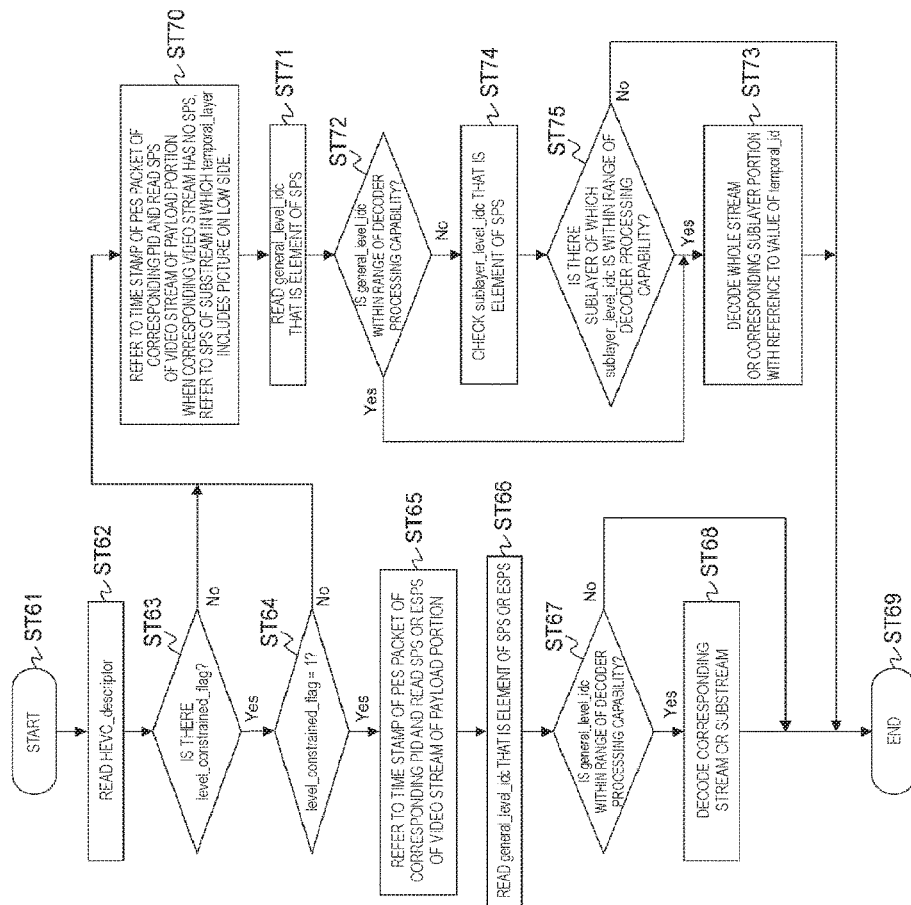 START
ST61
READ HEVC_descriptor
ST62
IS THERE
level_constrained_flag?
ST63
No
Yes
level_constrained_flag = 1?
ST64
No
Yes
REFER TO TIME STAMP OF PES PACKET OF
CORRESPONDING PID AND READ SPS OR ESPS
OF VIDEO STREAM OF PAYLOAD PORTION
ST65
READ general_level_idc THAT IS ELEMENT OF SPS OR ESPS
ST66
IS general_level_idc
WITHIN RANGE OF DECODER
PROCESSING CAPABILITY?
ST67
No
Yes
DECODE CORRESPONDING
STREAM OR SUBSTREAM
ST68
END
ST69
REFER TO TIME STAMP OF PES PACKET OF
CORRESPONDING PID AND READ SPS
OF VIDEO STREAM OF PAYLOAD PORTION
WHEN CORRESPONDING VIDEO STREAM HAS NO SPS,
REFER TO SPS OF SUBSTREAM IN WHICH temporal_layer
INCLUDES PICTURE ON LOW SIDE.
ST70
READ general_level_idc
THAT IS ELEMENT OF SPS
ST71
IS general_level_idc
WITHIN RANGE OF DECODER
PROCESSING CAPABILITY?
ST72
Yes
No
CHECK sublayer_level_idc THAT IS
ELEMENT OF SPS
ST74
IS THERE
SUBLAYER OF WHICH
sublayer_level_idc IS WITHIN RANGE OF
DECODER PROCESSING
CAPABILITY?
ST75
No
Yes
DECODE WHOLE STREAM
OR CORRESPONDING SUBLAYER PORTION
WITH REFERENCE TO VALUE OF temporal_id
ST73